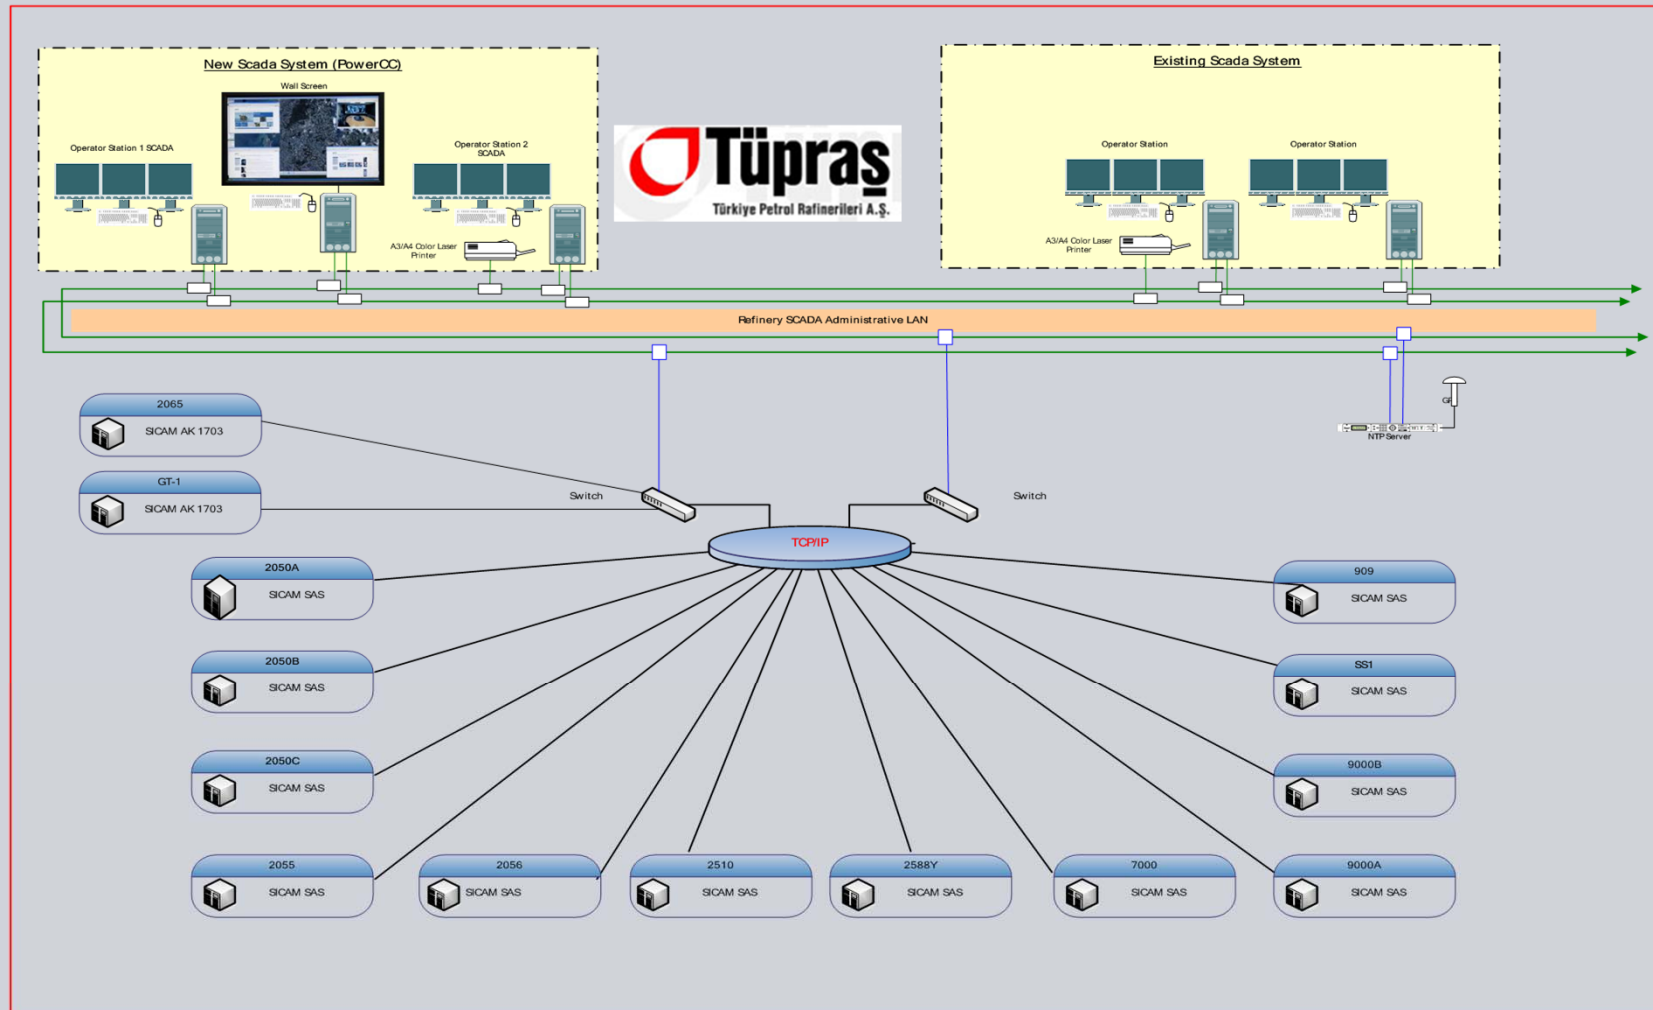 New Scada System (PowerCC)
Wall Screen
Operator Station 1 SCADA
Operator Station 2
SCADA
A3/A4 Color Laser
Printer
Tüpraş
Türkiye Petrol Rafinerileri A.Ş.
Existing Scada System
Operator Station
Operator Station
A3/A4 Color Laser
Printer
Refinery SCADA Administrative LAN
NTP Server
2065
SICAM AK 1703
GT-1
SICAM AK 1703
Switch
Switch
TCP/IP
2050A
SICAM SAS
2050B
SICAM SAS
2050C
SICAM SAS
2055
SICAM SAS
2056
SICAM SAS
2510
SICAM SAS
2588Y
SICAM SAS
7000
SICAM SAS
9000A
SICAM SAS
9000B
SICAM SAS
SS1
SICAM SAS
909
SICAM SAS